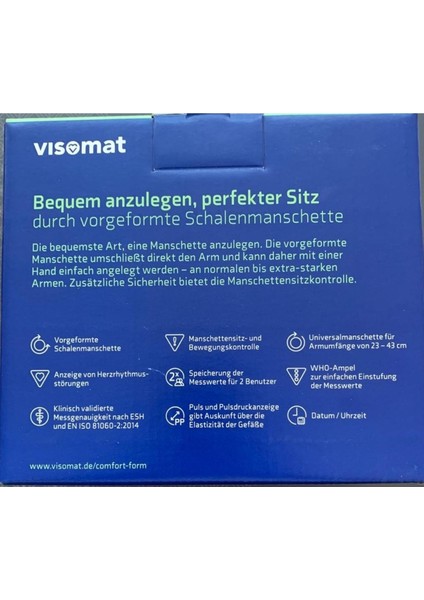 visomat
Bequem anzulegen, perfekter Sitz
durch vorgeformte Schalenmanschette
Die bequemste Art, eine Manschette anzulegen. Die vorgeformte
Manschette umschließt direkt den Arm und kann daher mit einer
Hand einfach angelegt werden – an normalen bis extra-starken
Armen. Zusätzliche Sicherheit bietet die Manschettensitzkontrolle.
Vorgeformte
Schalenmanschette
Manschettensitz- und
Bewegungskontrolle
Universalmanschette für
Armumfänge von 23 – 43 cm
Anzeige von Herzrhythmus-
störungen
2x
Speicherung der
Messwerte für 2 Benutzer
WHO-Ampel
zur einfachen Einstufung
der Messwerte
Klinisch validierte
Messgenauigkeit nach ESH
und EN ISO 81060-2:2014
PP
Puls und Pulsdruckanzeige
gibt Auskunft über die
Elastizität der Gefäße
Datum / Uhrzeit
www.visomat.de/comfort-form